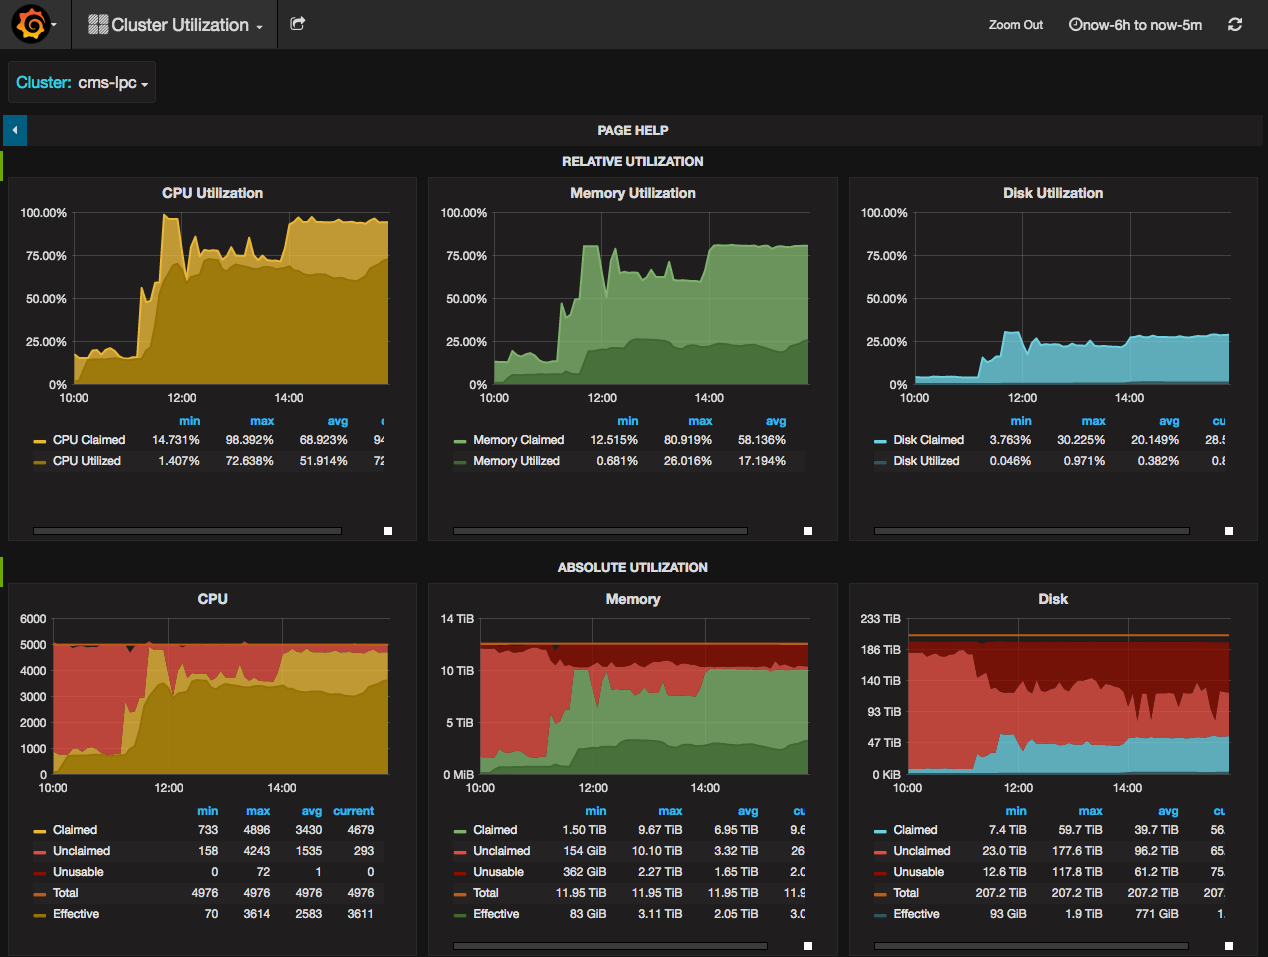 Cluster Utilization
Zoom Out now-6h to now-5m
Cluster: cms-lpc
PAGE HELP
RELATIVE UTILIZATION
CPU Utilization
100.00%
75.00%
50.00%
25.00%
0%
10:00 12:00 14:00
min max avg
CPU Claimed 14.731% 98.392% 68.923% 94
CPU Utilized 1.407% 72.638% 51.914% 72
Memory Utilization
100.00%
75.00%
50.00%
25.00%
0%
10:00 12:00 14:00
min max avg
Memory Claimed 12.515% 80.919% 58.136%
Memory Utilized 0.681% 26.016% 17.194%
Disk Utilization
100.00%
75.00%
50.00%
25.00%
0%
10:00 12:00 14:00
min max avg cu
Disk Claimed 3.763% 30.225% 20.149% 28.5
Disk Utilized 0.046% 0.971% 0.382% 0.8
ABSOLUTE UTILIZATION
CPU
6000
5000
4000
3000
2000
1000
0
10:00 12:00 14:00
min max avg current
Claimed 733 4896 3430 4679
Unclaimed 158 4243 1535 293
Unusable 0 72 1 0
Total 4976 4976 4976 4976
Effective 70 3614 2583 3611
Memory
14 TiB
10 TiB
5 TiB
0 MiB
10:00 12:00 14:00
min max avg cu
Claimed 1.50 TiB 9.67 TiB 6.95 TiB 9.6
Unclaimed 154 GiB 10.10 TiB 3.32 TiB 26
Unusable 362 GiB 2.27 TiB 1.65 TiB 2.0
Total 11.95 TiB 11.95 TiB 11.95 TiB 11.9
Effective 83 GiB 3.11 TiB 2.05 TiB 3.0
Disk
233 TiB
186 TiB
140 TiB
93 TiB
47 TiB
0 KiB
10:00 12:00 14:00
min max avg cu
Claimed 7.4 TiB 59.7 TiB 39.7 TiB 56.
Unclaimed 23.0 TiB 177.6 TiB 96.2 TiB 65.
Unusable 12.6 TiB 117.8 TiB 61.2 TiB 75.
Total 207.2 TiB 207.2 TiB 207.2 TiB 207.
Effective 93 GiB 1.9 TiB 771 GiB 1.